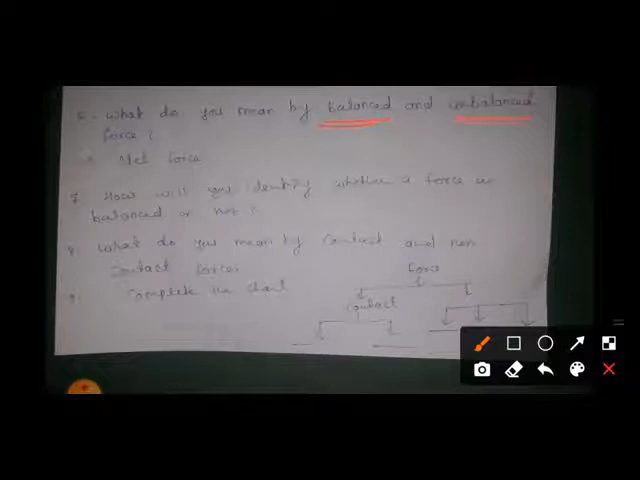 6. What do you mean by balanced and unbalanced
force?
Net force
7. How will you identify whether a force is
balanced or not?
8. What do you mean by contact and non
contact forces
9. Complete the chart
Force
Contact